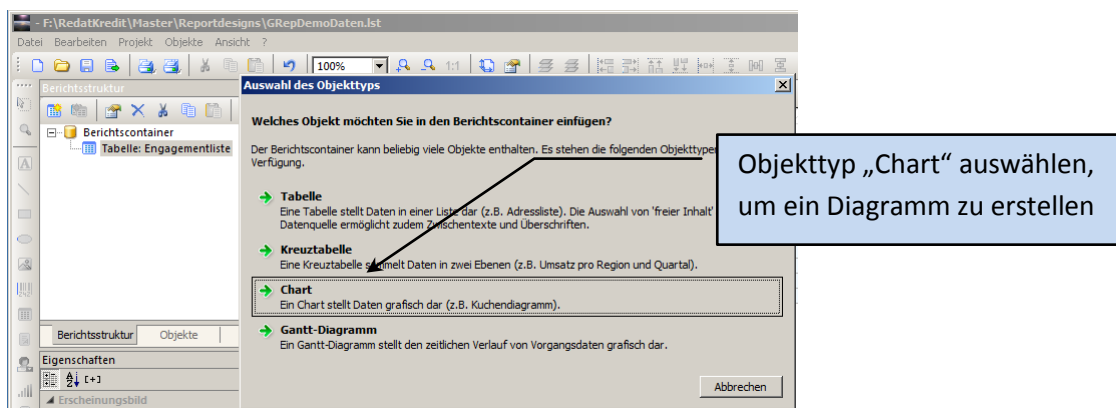 - F:\RedatKredit\Master\Reportdesigns\GRepDemoDaten.lst
Datei Bearbeiten Projekt Objekte Ansicht ?
100%
1:1
Berichtsstruktur
Auswahl des Objekttyps
Welches Objekt möchten Sie in den Berichtscontainer einfügen?
Berichtscontainer
Tabelle: Engagementliste
Der Berichtscontainer kann beliebig viele Objekte enthalten. Es stehen die folgenden Objekttypen
Verfügung.
Objekttyp „Chart“ auswählen,
um ein Diagramm zu erstellen
Tabelle
Eine Tabelle stellt Daten in einer Liste dar (z.B. Adressliste). Die Auswahl von 'freier Inhalt'
Datenquelle ermöglicht zudem Zwischentexte und Überschriften.
Kreuztabelle
Eine Kreuztabelle sammelt Daten in zwei Ebenen (z.B. Umsatz pro Region und Quartal).
Chart
Ein Chart stellt Daten grafisch dar (z.B. Kuchendiagramm).
Gantt-Diagramm
Ein Gantt-Diagramm stellt den zeitlichen Verlauf von Vorgangsdaten grafisch dar.
Berichtsstruktur Objekte
Eigenschaften
[+]
Abbrechen
Erscheinungsbild